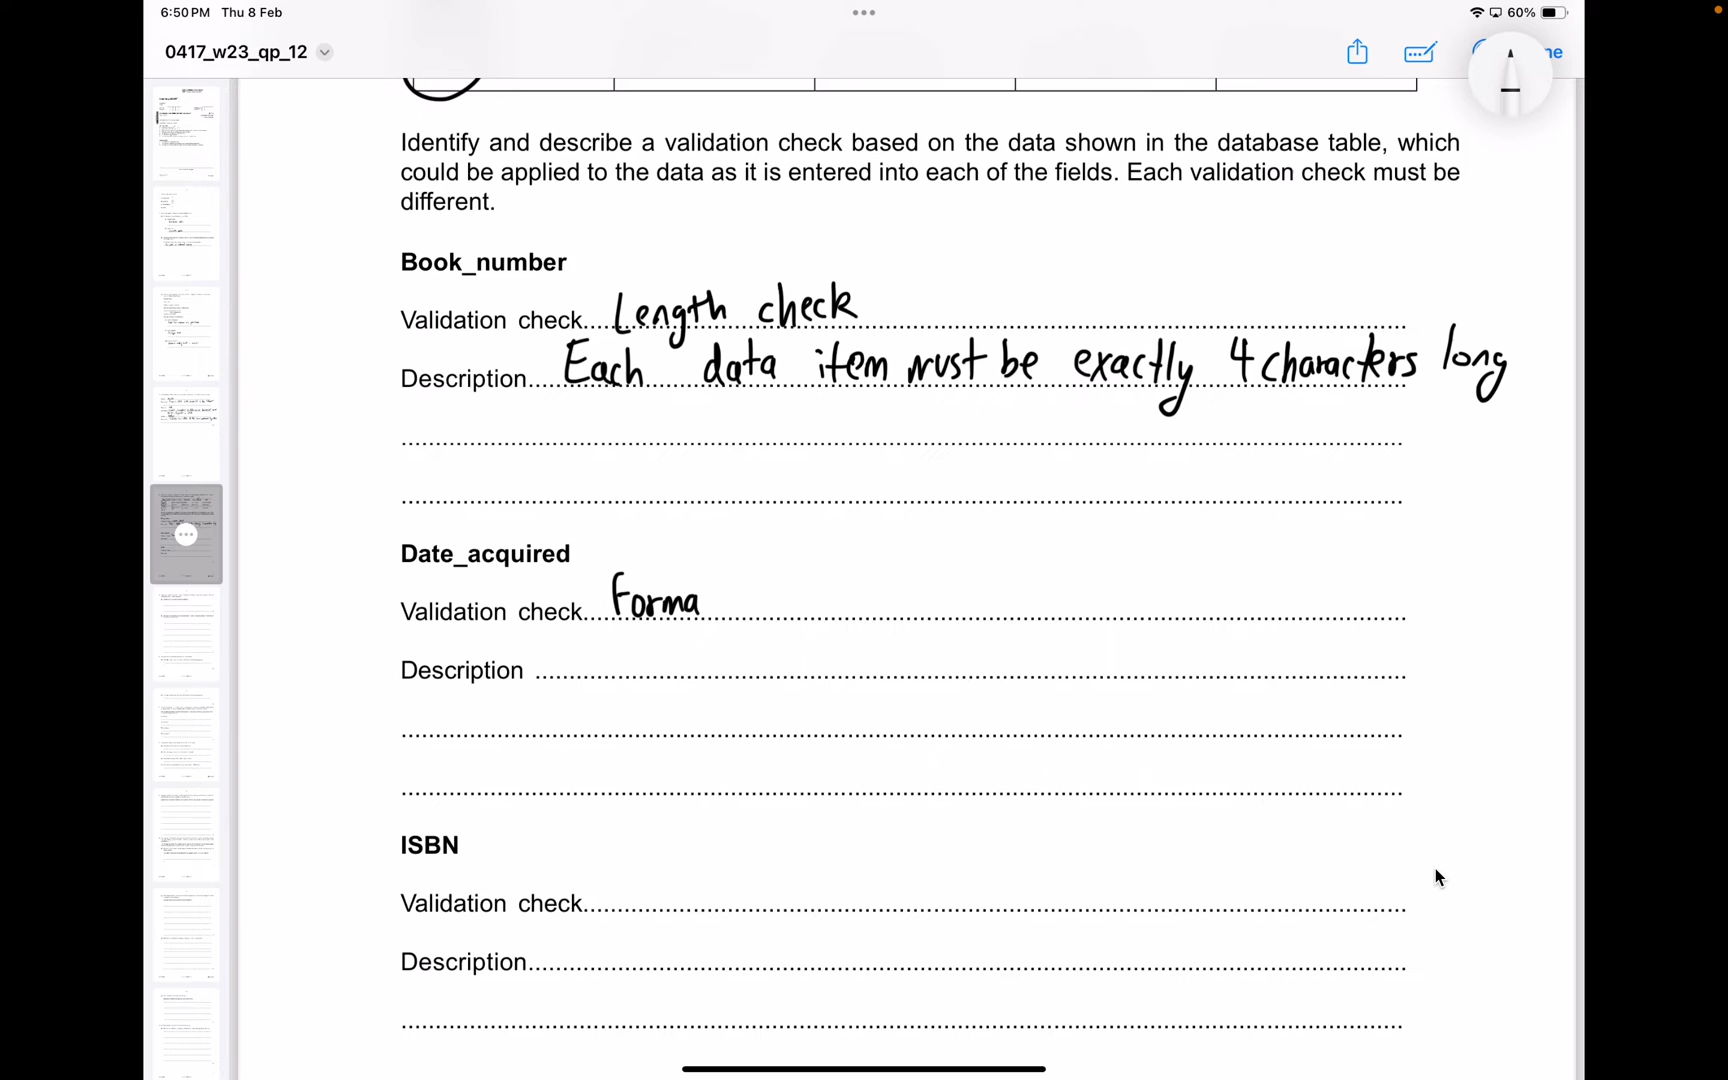 6:50 PM Thu 8 Feb
60%
0417_w23_qp_12
Identify and describe a validation check based on the data shown in the database table, which
could be applied to the data as it is entered into each of the fields. Each validation check must be
different.
Book_number
Validation check Length check
Description Each data item must be exactly 4 characters long
Date_acquired
Validation check Forma
Description
ISBN
Validation check
Description